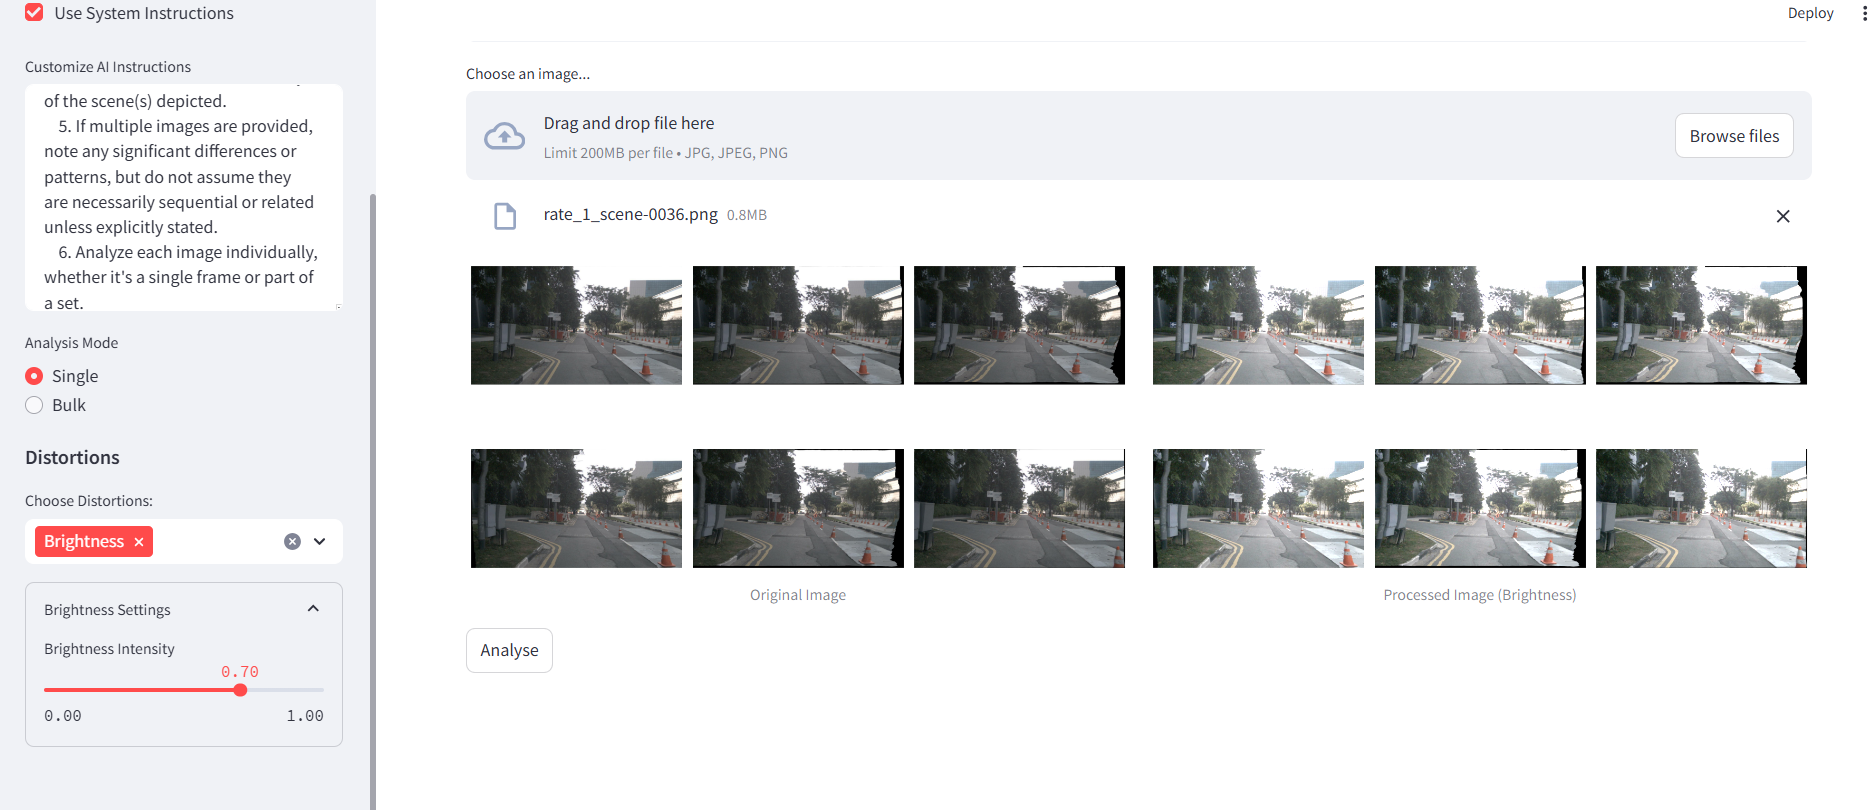 Use System Instructions
Customize AI Instructions
of the scene(s) depicted.
5. If multiple images are provided,
note any significant differences or
patterns, but do not assume they
are necessarily sequential or related
unless explicitly stated.
6. Analyze each image individually,
whether it's a single frame or part of
a set.
Analysis Mode
Single
Bulk
Distortions
Choose Distortions:
Brightness
Brightness Settings
Brightness Intensity
0.70
0.00 1.00
Deploy
Choose an image...
Drag and drop file here
Limit 200MB per file • JPG, JPEG, PNG
Browse files
rate_1_scene-0036.png 0.8MB
Original Image
Processed Image (Brightness)
Analyse